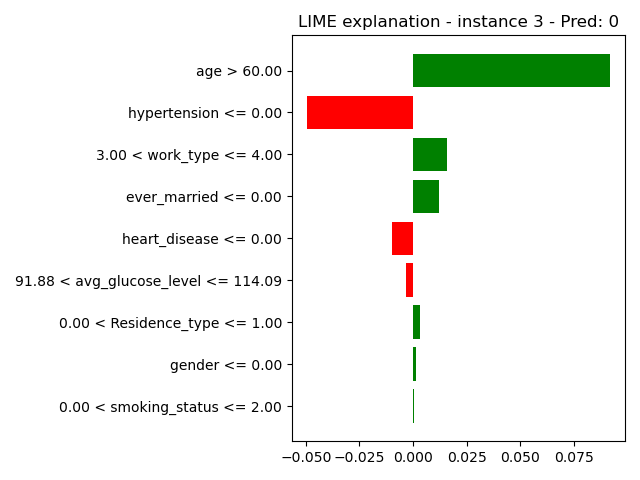 LIME explanation - instance 3 - Pred: 0
age > 60.00
hypertension <= 0.00
3.00 < work_type <= 4.00
ever_married <= 0.00
heart_disease <= 0.00
91.88 < avg_glucose_level <= 114.09
0.00 < Residence_type <= 1.00
gender <= 0.00
0.00 < smoking_status <= 2.00
−0.050 −0.025 0.000 0.025 0.050 0.075